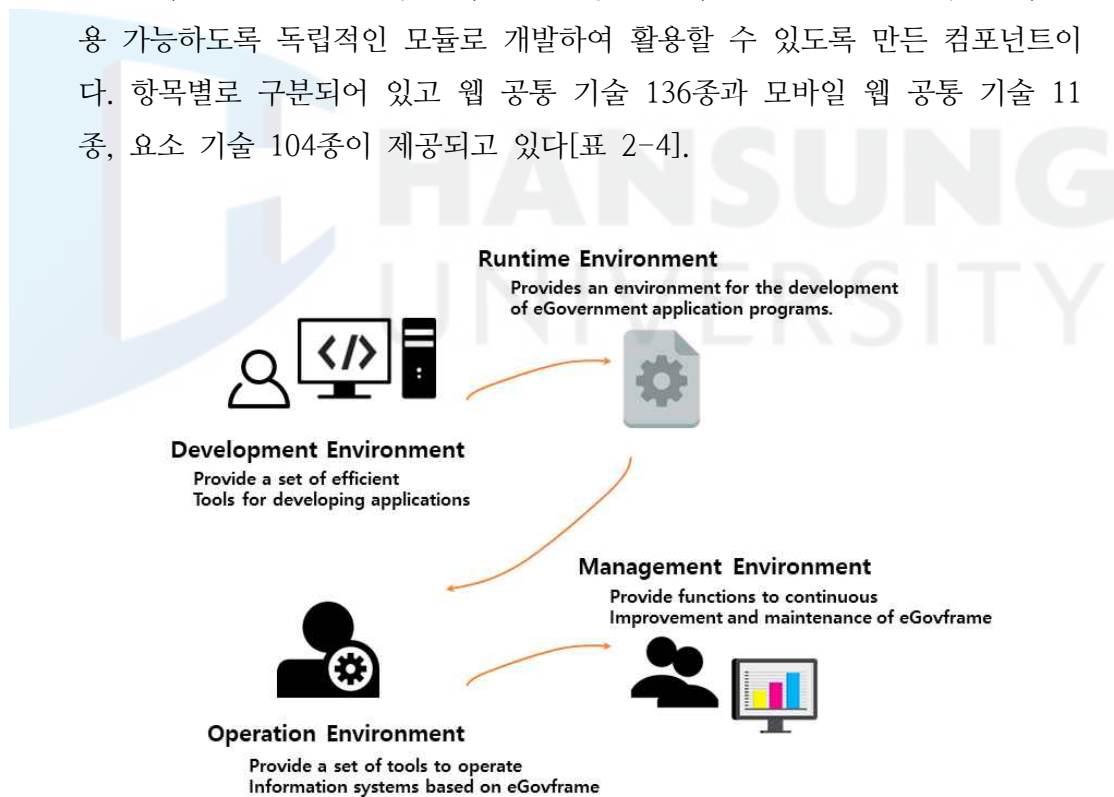 용 가능하도록 독립적인 모듈로 개발하여 활용할 수 있도록 만든 컴포넌트이
다. 항목별로 구분되어 있고 웹 공통 기술 136종과 모바일 웹 공통 기술 11
종, 요소 기술 104종이 제공되고 있다[표 2-4].
HANSUNG
UNIVERSITY
Runtime Environment
Provides an environment for the development
of eGovernment application programs.
</>
Development Environment
Provide a set of efficient
Tools for developing applications
Management Environment
Provide functions to continuous
Improvement and maintenance of eGovframe
Operation Environment
Provide a set of tools to operate
Information systems based on eGovframe